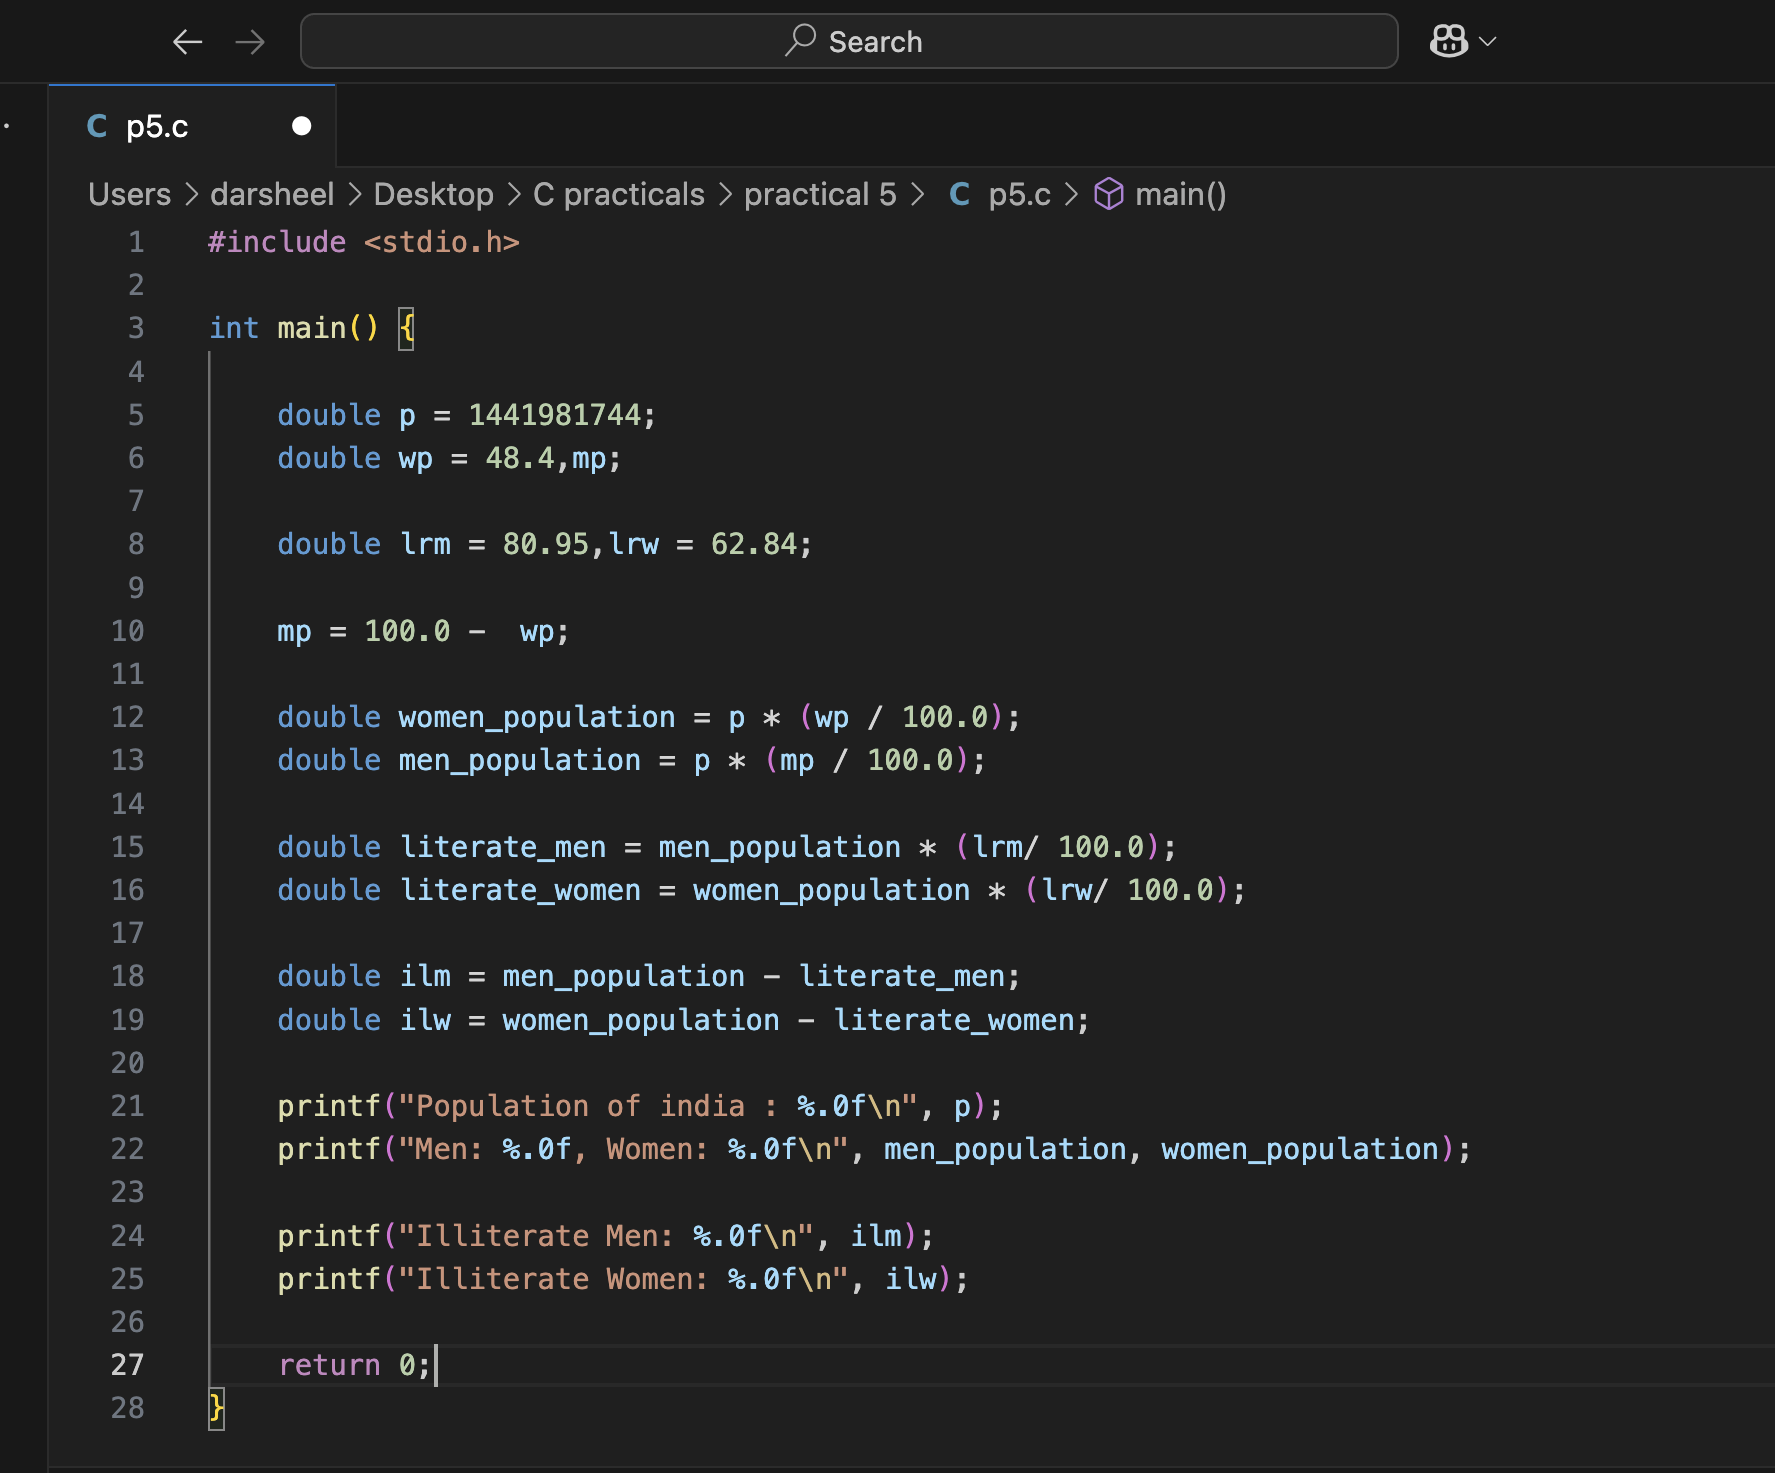 Search
C p5.c
Users > darsheel > Desktop > C practicals > practical 5 > C p5.c > main()
1 #include <stdio.h>
2
3 int main() {
4
5     double p = 1441981744;
6     double wp = 48.4,mp;
7
8     double lrm = 80.95,lrw = 62.84;
9
10     mp = 100.0 -  wp;
11
12     double women_population = p * (wp / 100.0);
13     double men_population = p * (mp / 100.0);
14
15     double literate_men = men_population * (lrm/ 100.0);
16     double literate_women = women_population * (lrw/ 100.0);
17
18     double ilm = men_population - literate_men;
19     double ilw = women_population - literate_women;
20
21     printf("Population of india : %.0f\n", p);
22     printf("Men: %.0f, Women: %.0f\n", men_population, women_population);
23
24     printf("Illiterate Men: %.0f\n", ilm);
25     printf("Illiterate Women: %.0f\n", ilw);
26
27     return 0;
28 }